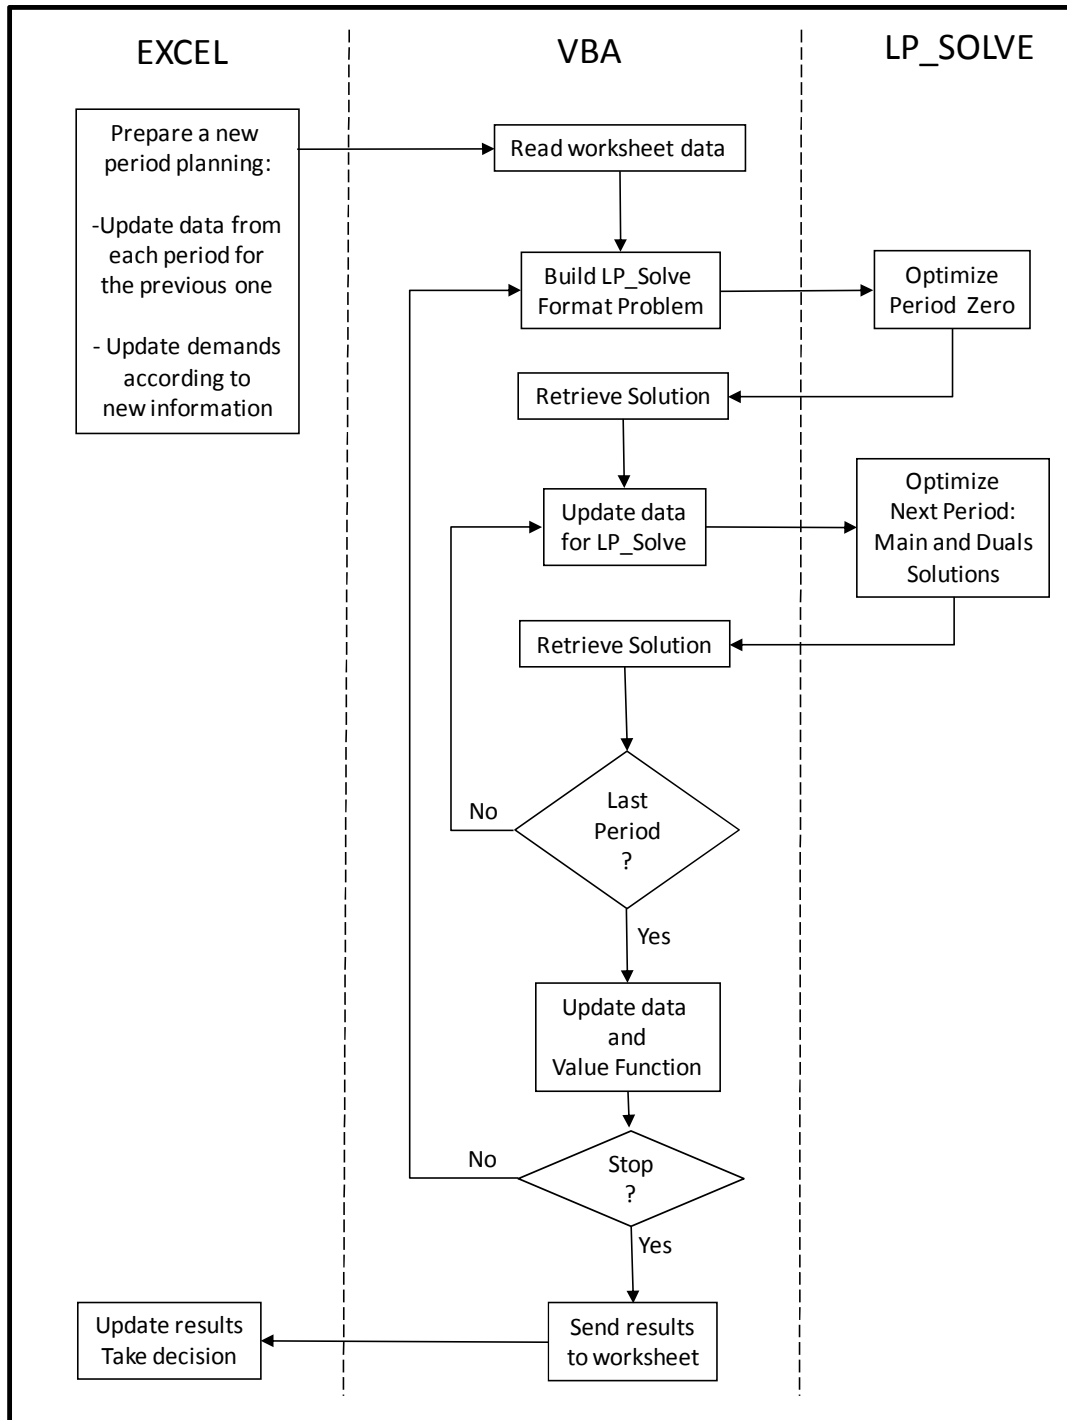 EXCEL
VBA
LP_SOLVE
Prepare a new
period planning:
-Update data from
each period for
the previous one
- Update demands
according to
new information
Read worksheet data
Build LP_Solve
Format Problem
Optimize
Period Zero
Retrieve Solution
Update data
for LP_Solve
Optimize
Next Period:
Main and Duals
Solutions
Retrieve Solution
Last
Period
?
No
Yes
Update data
and
Value Function
Stop
?
No
Yes
Send results
to worksheet
Update results
Take decision